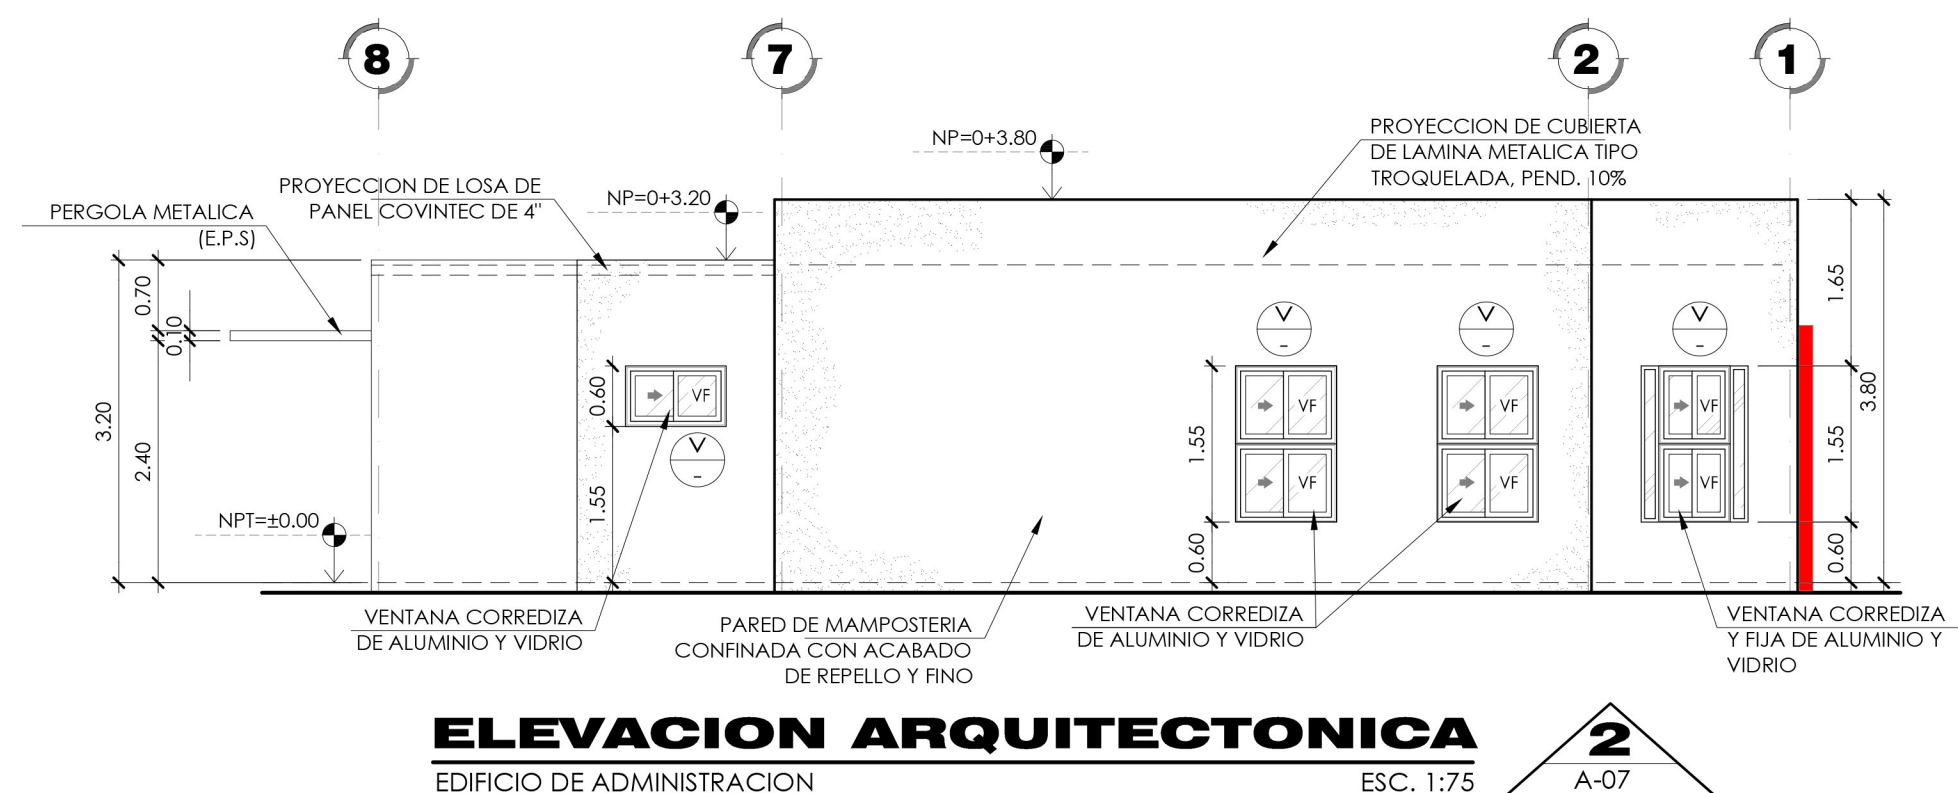 8
7
2
1
NP=0+3.80
PROYECCION DE CUBIERTA
DE LAMINA METALICA TIPO
TROQUELADA, PEND. 10%
PROYECCION DE LOSA DE
PANEL COVINTEC DE 4"
NP=0+3.20
PERGOLA METALICA
(E.P.S)
0.70
0.10
3.20
2.40
NPT=±0.00
0.60
1.55
VF
V
-
V
-
V
-
V
-
1.55
0.60
VF
VF
VF
VF
VF
VF
1.65
3.80
1.55
0.60
VENTANA CORREDIZA
DE ALUMINIO Y VIDRIO
PARED DE MAMPOSTERIA
CONFINADA CON ACABADO
DE REPELLO Y FINO
VENTANA CORREDIZA
DE ALUMINIO Y VIDRIO
VENTANA CORREDIZA
Y FIJA DE ALUMINIO Y
VIDRIO
ELEVACION ARQUITECTONICA
EDIFICIO DE ADMINISTRACION
ESC. 1:75
2
A-07